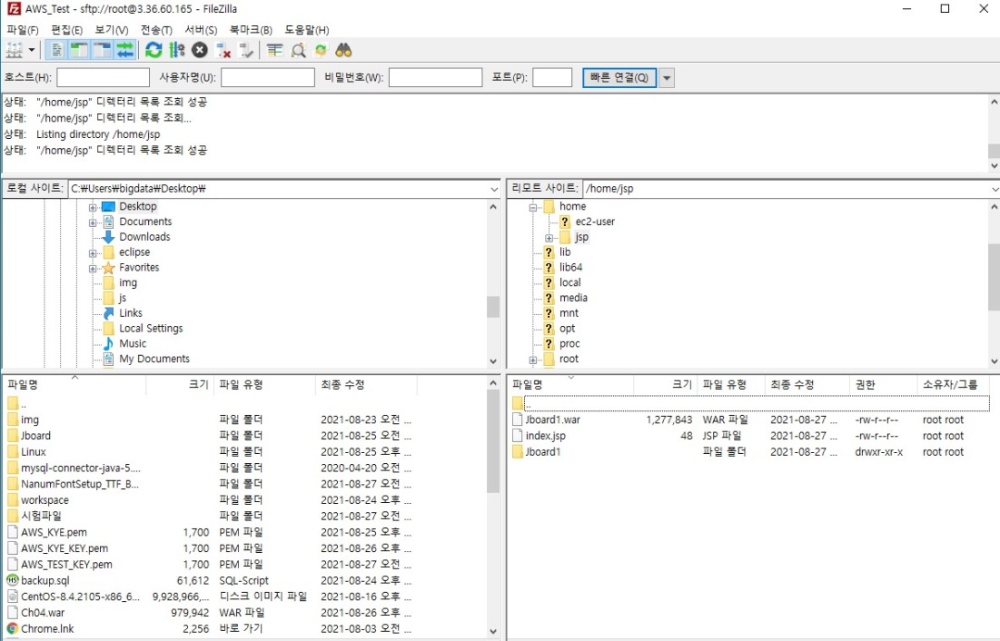 AWS_Test - sftp://root@3.36.60.165 - FileZilla
파일(F) 편집(E) 보기(V) 전송(T) 서버(S) 북마크(B) 도움말(H)
호스트(H): 사용자명(U): 비밀번호(W): 포트(P): 빠른 연결(Q)
상태: "/home/jsp" 디렉터리 목록 조회 성공
상태: "/home/jsp" 디렉터리 목록 조회...
상태: Listing directory /home/jsp
상태: "/home/jsp" 디렉터리 목록 조회 성공
로컬 사이트: C:₩Users₩bigdata₩Desktop₩
Desktop
Documents
Downloads
eclipse
Favorites
img
js
Links
Local Settings
Music
My Documents
리모트 사이트: /home/jsp
home
ec2-user
jsp
lib
lib64
local
media
mnt
opt
proc
root
파일명 크기 파일 유형 최종 수정
..
img 파일 폴더 2021-08-23 오전 ...
Jboard 파일 폴더 2021-08-25 오전 ...
Linux 파일 폴더 2021-08-25 오후 ...
mysql-connector-java-5.... 파일 폴더 2020-04-20 오전 ...
NanumFontSetup_TTF_B... 파일 폴더 2021-08-27 오전 ...
workspace 파일 폴더 2021-08-24 오후 ...
시험파일 파일 폴더 2021-08-27 오전 ...
AWS_KYE.pem 1,700 PEM 파일 2021-08-25 오후 ...
AWS_KYE_KEY.pem 1,700 PEM 파일 2021-08-26 오후 ...
AWS_TEST_KEY.pem 1,700 PEM 파일 2021-08-27 오전 ...
backup.sql 61,612 SQL-Script 2021-08-24 오후 ...
CentOS-8.4.2105-x86_6... 9,928,966,... 디스크 이미지 파일 2021-08-16 오후 ...
Ch04.war 979,942 WAR 파일 2021-08-26 오후 ...
Chrome.lnk 2,256 바로 가기 2021-08-03 오전 ...
파일명 크기 파일 유형 최종 수정 권한 소유자/그룹
..
Jboard1.war 1,277,843 WAR 파일 2021-08-27 ... -rw-r--r-- root root
index.jsp 48 JSP 파일 2021-08-27 ... -rw-r--r-- root root
Jboard1 파일 폴더 2021-08-27 ... drwxr-xr-x root root